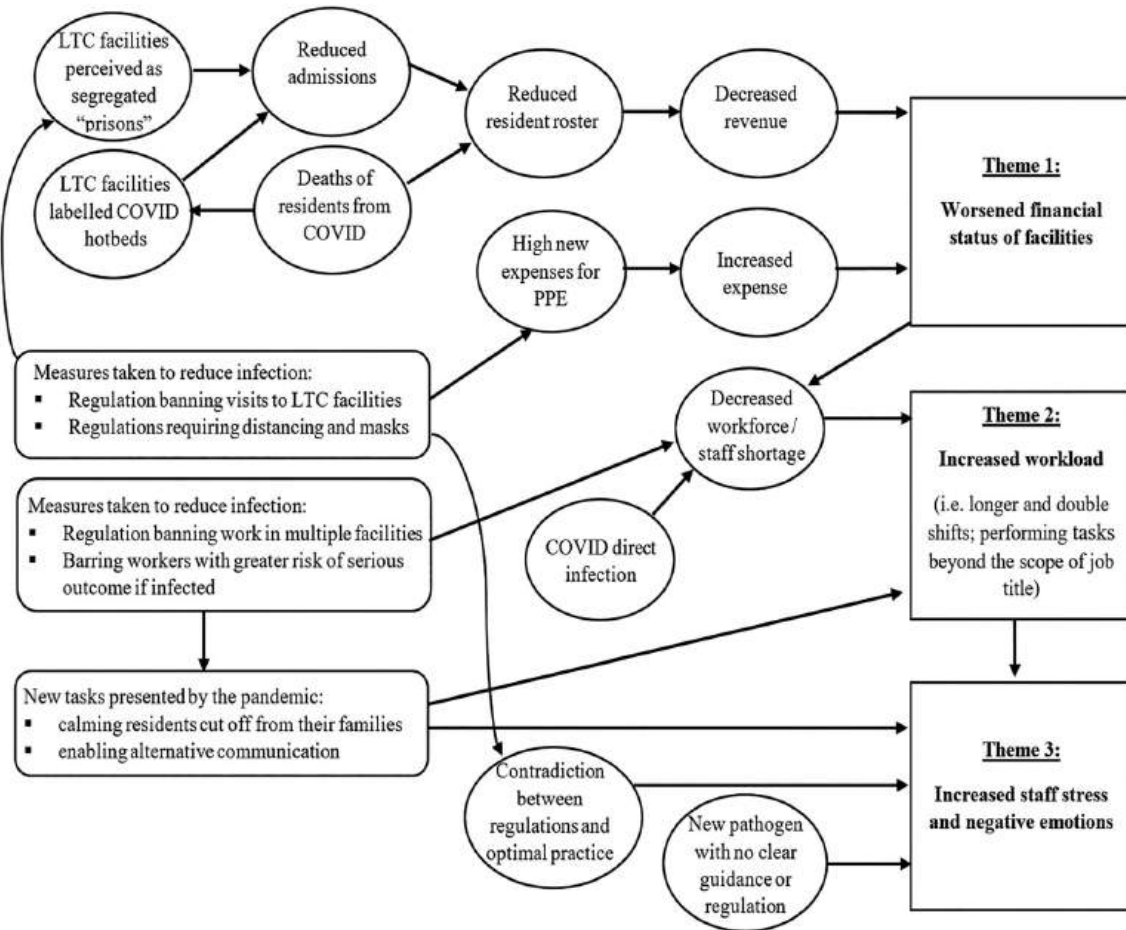 LTC facilities
perceived as
segregated
“prisons”
Reduced
admissions
Reduced
resident roster
Decreased
revenue
LTC facilities
labelled COVID
hotbeds
Deaths of
residents from
COVID
High new
expenses for
PPE
Increased
expense
Theme 1:
Worsened financial
status of facilities
Measures taken to reduce infection:
▪ Regulation banning visits to LTC facilities
▪ Regulations requiring distancing and masks
Decreased
workforce /
staff shortage
Theme 2:
Increased workload
(i.e. longer and double
shifts; performing tasks
beyond the scope of job
title)
Measures taken to reduce infection:
▪ Regulation banning work in multiple facilities
▪ Barring workers with greater risk of serious
outcome if infected
COVID direct
infection
New tasks presented by the pandemic:
▪ calming residents cut off from their families
▪ enabling alternative communication
Contradiction
between
regulations and
optimal practice
New pathogen
with no clear
guidance or
regulation
Theme 3:
Increased staff stress
and negative emotions